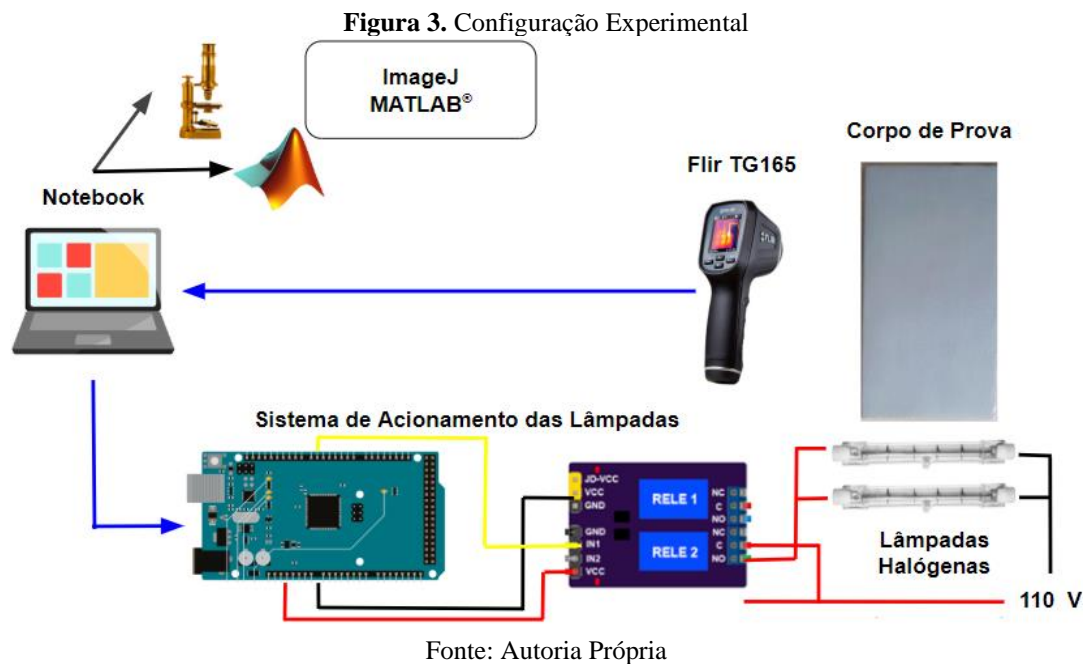 Figura 3. Configuração Experimental
ImageJ
MATLAB®
Corpo de Prova
Flir TG165
Notebook
Sistema de Acionamento das Lâmpadas
JD-VCC
VCC
GND
GND
IN1
IN2
VCC
RELE 1
RELE 2
NC
C
NO
NC
C
NO
Lâmpadas
Halógenas
110 V
Fonte: Autoria Própria